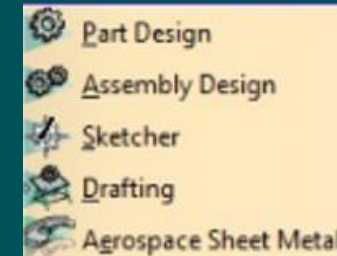 Part Design
Assembly Design
Sketcher
Drafting
Aerospace Sheet Metal